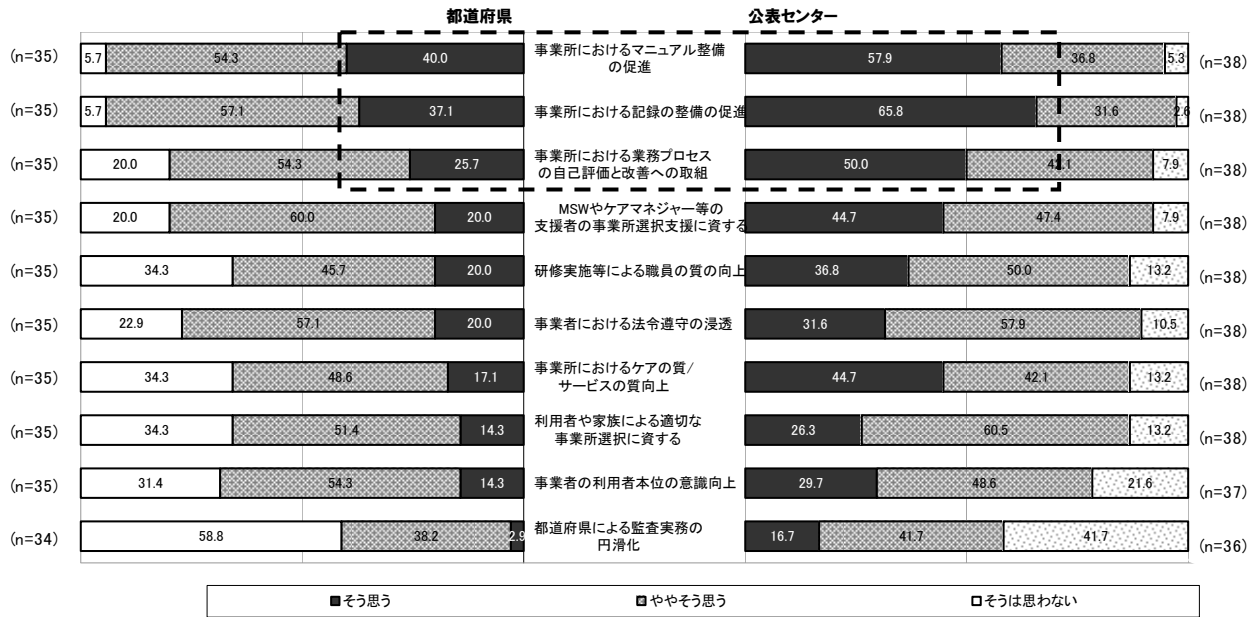 都道府県 公表センター
(n=35) 5.7 54.3 40.0 事業所におけるマニュアル整備 57.9 36.8 5.3 (n=38)
の促進
(n=35) 5.7 57.1 37.1 事業所における記録の整備の促進 65.8 31.6 2.6 (n=38)
(n=35) 20.0 54.3 25.7 事業所における業務プロセス 50.0 42.1 7.9 (n=38)
の自己評価と改善への取組
(n=35) 20.0 60.0 20.0 MSWやケアマネジャー等の 44.7 47.4 7.9 (n=38)
支援者の事業所選択支援に資する
(n=35) 34.3 45.7 20.0 研修実施等による職員の質の向上 36.8 50.0 13.2 (n=38)
(n=35) 22.9 57.1 20.0 事業者における法令遵守の浸透 31.6 57.9 10.5 (n=38)
(n=35) 34.3 48.6 17.1 事業所におけるケアの質/ 44.7 42.1 13.2 (n=38)
サービスの質向上
(n=35) 34.3 51.4 14.3 利用者や家族による適切な 26.3 60.5 13.2 (n=38)
事業所選択に資する
(n=35) 31.4 54.3 14.3 事業者の利用者本位の意識向上 29.7 48.6 21.6 (n=37)
(n=34) 58.8 38.2 2.9 都道府県による監査実務の 16.7 41.7 41.7 (n=36)
円滑化
そう思う ややそう思う そうは思わない